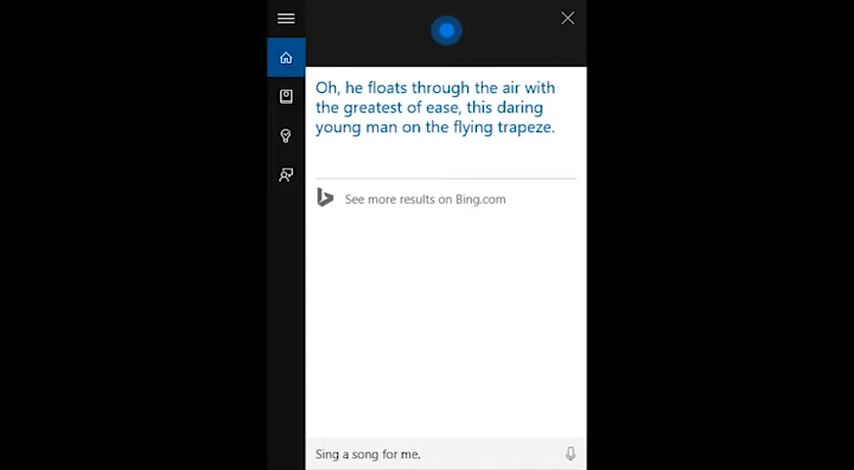 Oh, he floats through the air with
the greatest of ease, this daring
young man on the flying trapeze.
See more results on Bing.com
Sing a song for me.